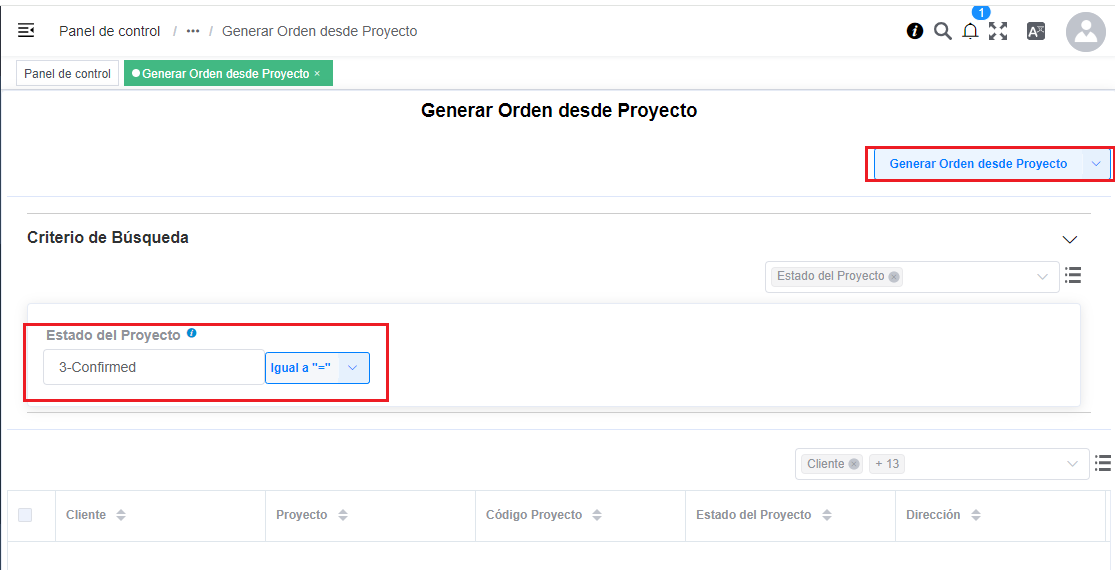 Panel de control / ••• / Generar Orden desde Proyecto
1
Panel de control
Generar Orden desde Proyecto ×
Generar Orden desde Proyecto
Generar Orden desde Proyecto
Criterio de Búsqueda
Estado del Proyecto
Estado del Proyecto
3-Confirmed
Igual a "="
Cliente + 13
Cliente Proyecto Código Proyecto Estado del Proyecto Dirección